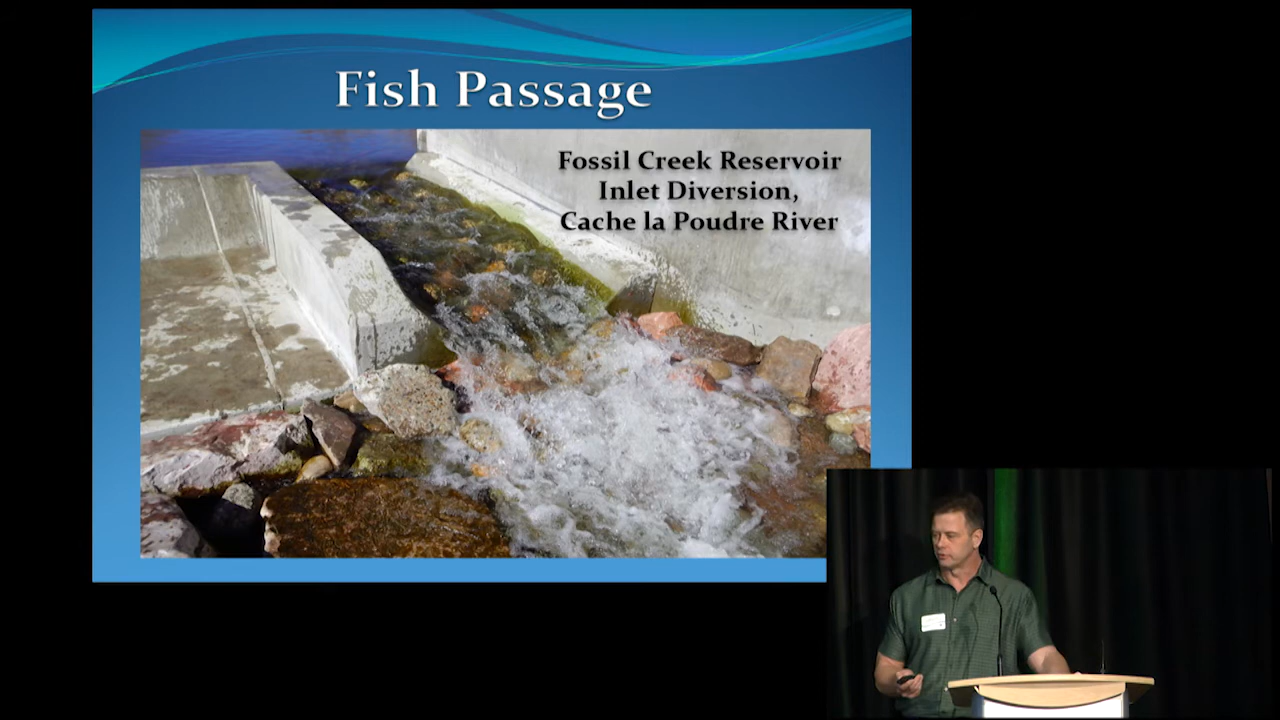 Fish Passage
Fossil Creek Reservoir
Inlet Diversion,
Cache la Poudre River